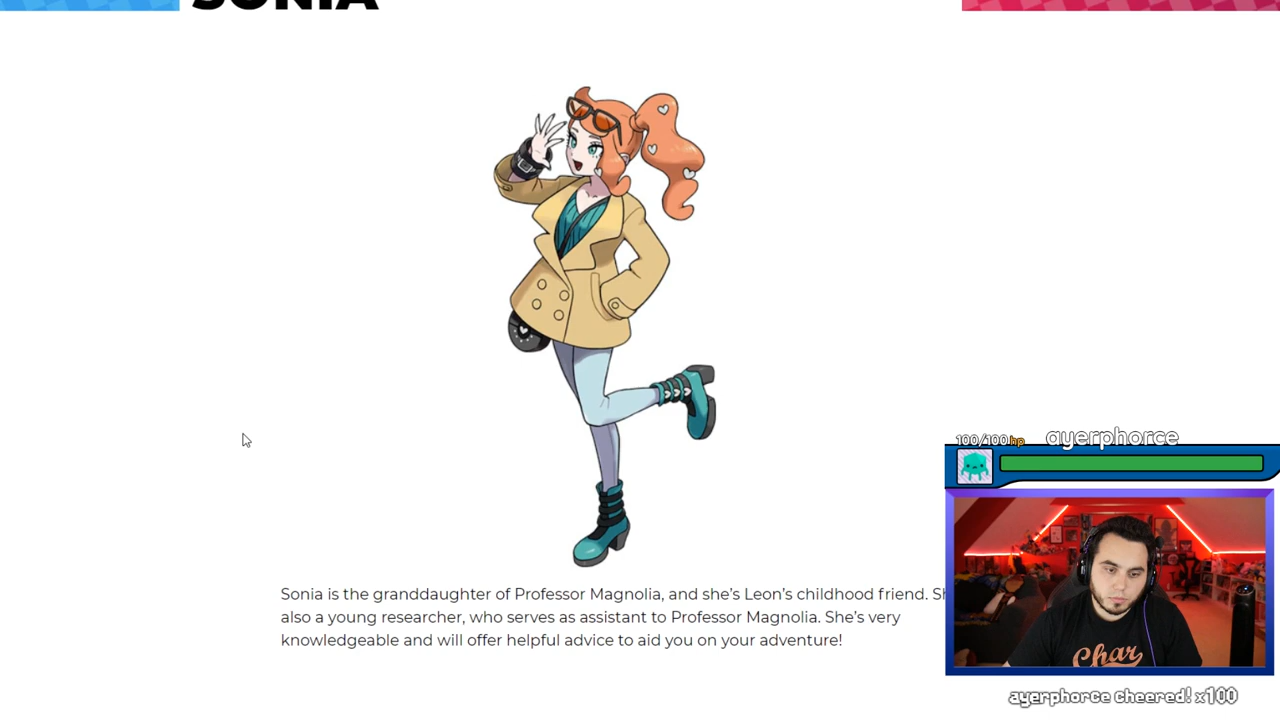 SONIA
100/100hp
ayerphorce
Sonia is the granddaughter of Professor Magnolia, and she's Leon's childhood friend.
also a young researcher, who serves as assistant to Professor Magnolia. She's very
knowledgeable and will offer helpful advice to aid you on your adventure!
Char
ayerphorce cheered! x100